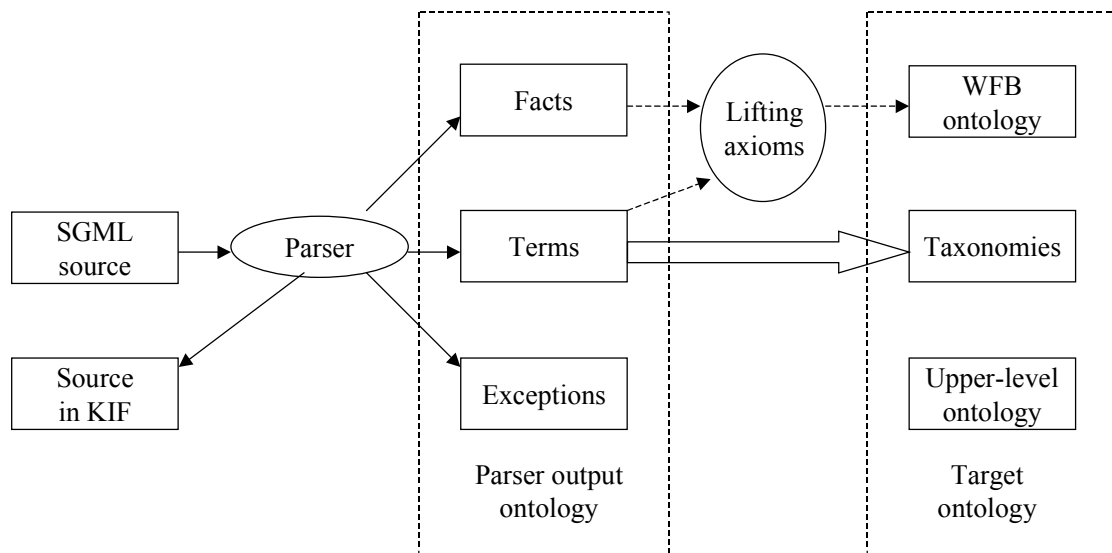 Facts
Lifting
axioms
WFB
ontology
SGML
source
Parser
Terms
Taxonomies
Source
in KIF
Exceptions
Upper-level
ontology
Parser output
ontology
Target
ontology